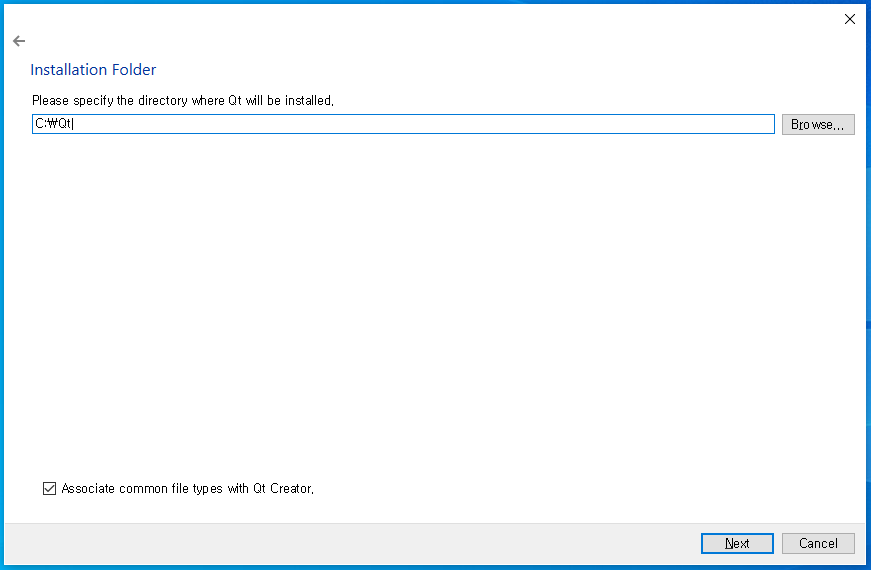 Installation Folder
Please specify the directory where Qt will be installed.
C:₩Qt
Browse...
Associate common file types with Qt Creator.
Next
Cancel